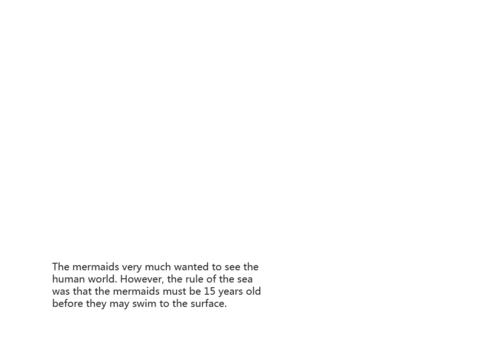 The mermaids very much wanted to see the
human world. However, the rule of the sea
was that the mermaids must be 15 years old
before they may swim to the surface.